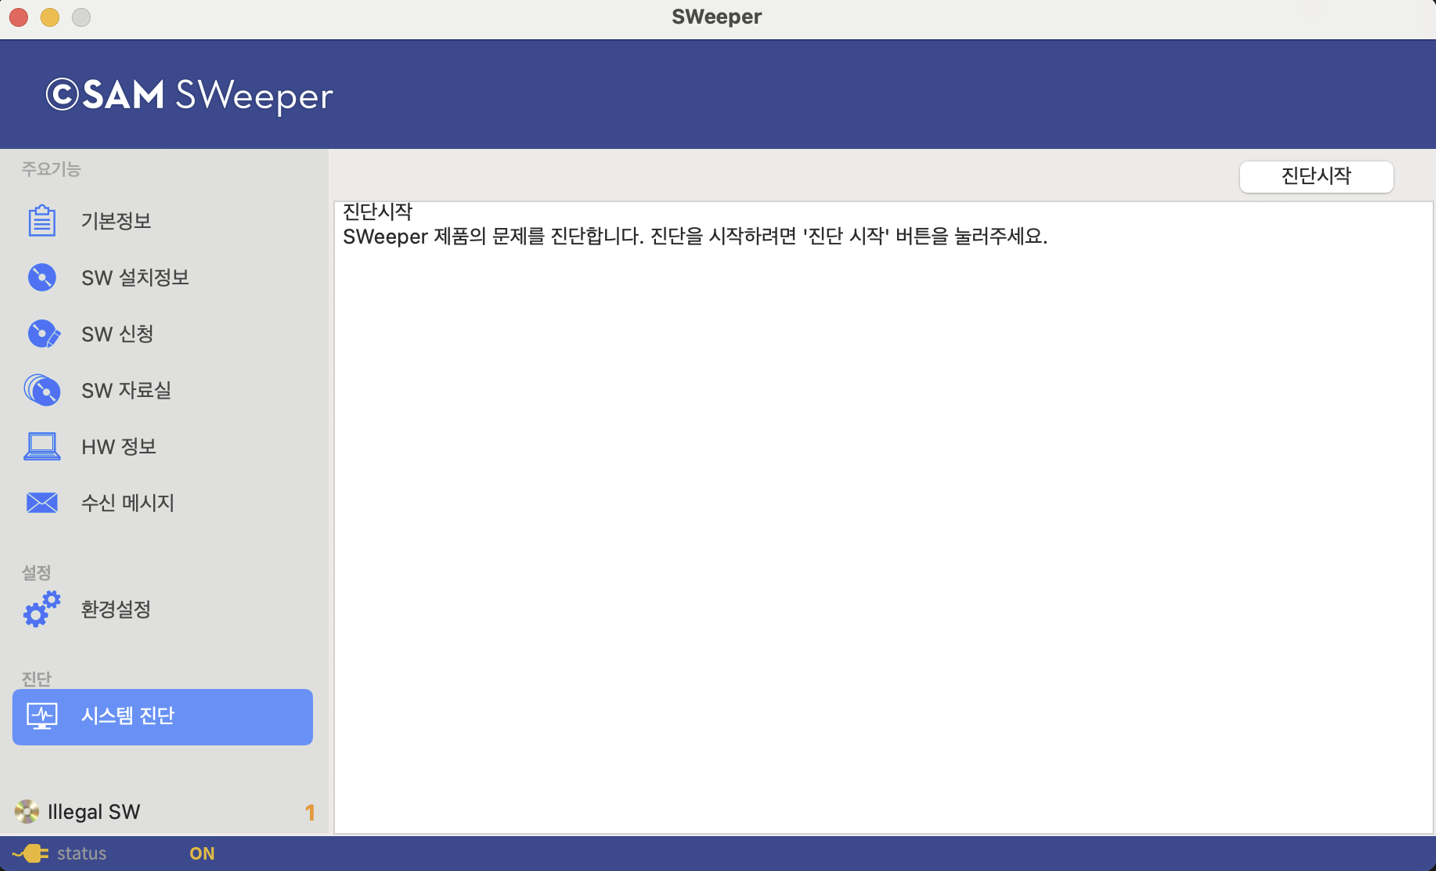 SWeeper
©SAM SWeeper
주요기능
기본정보
SW 설치정보
SW 신청
SW 자료실
HW 정보
수신 메시지
설정
환경설정
진단
시스템 진단
Illegal SW 1
status ON
진단시작
진단시작
SWeeper 제품의 문제를 진단합니다. 진단을 시작하려면 '진단 시작' 버튼을 눌러주세요.